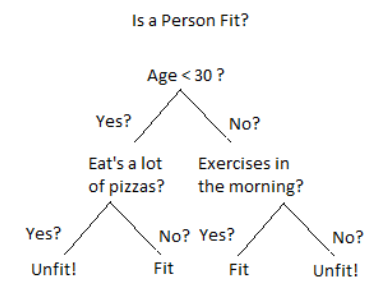 Is a Person Fit?
Age < 30 ?
Yes?
No?
Eat's a lot
of pizzas?
Exercises in
the morning?
Yes?
No?
Yes?
No?
Unfit!
Fit
Fit
Unfit!